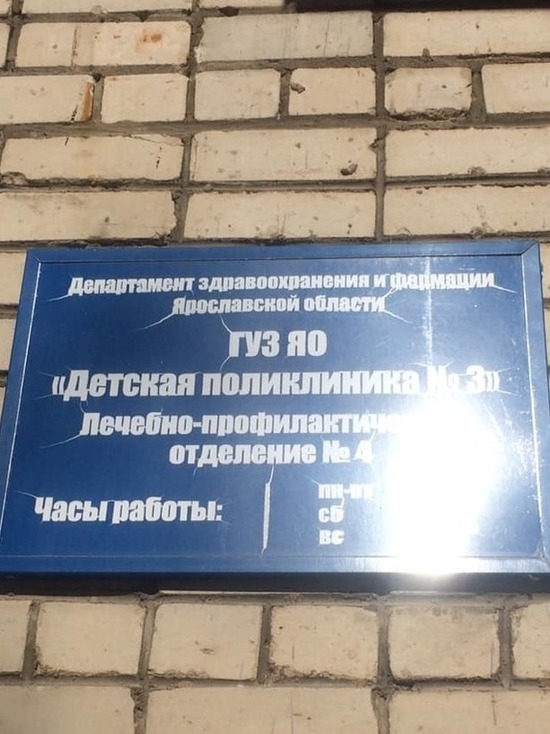 Департамент здравоохранения и фармации
Ярославской области
ГУЗ ЯО
«Детская поликлиника № 3»
Лечебно-профилактиче
отделение № 4
Часы работы:
пн-пт
сб
вс